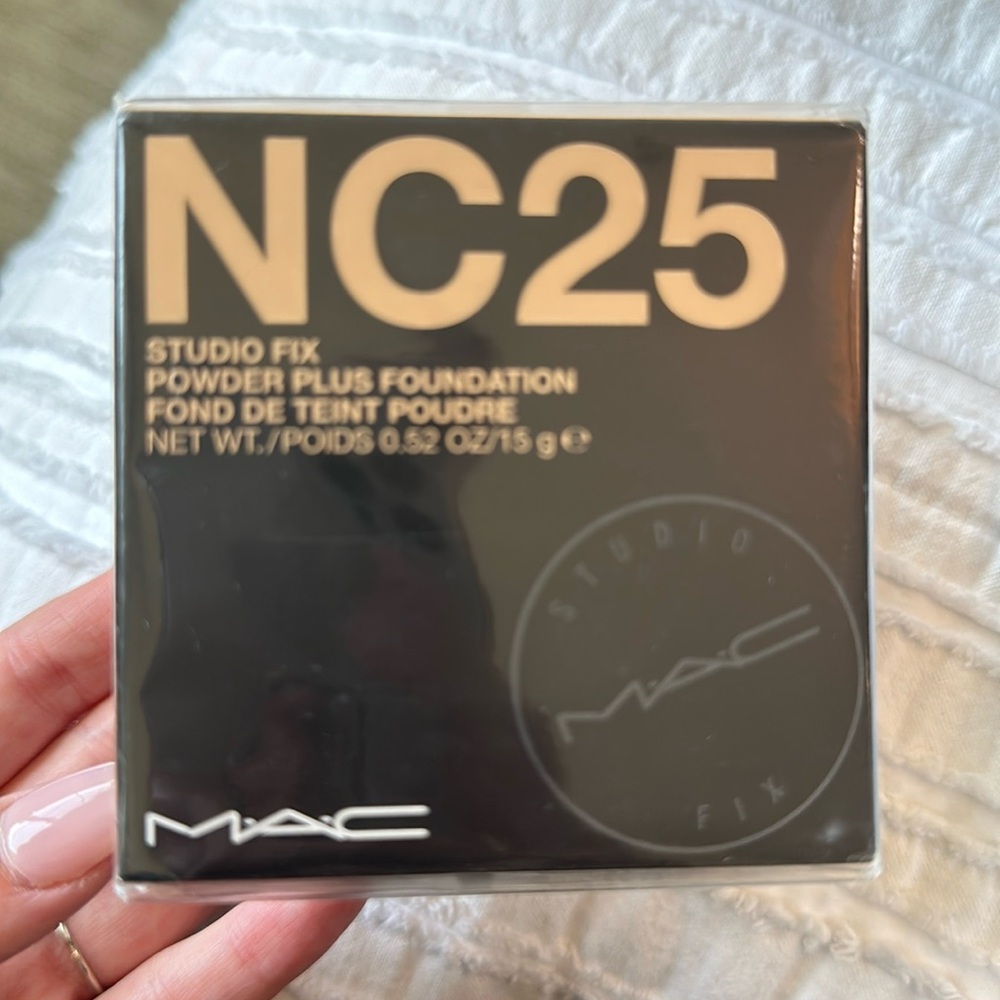 NC25
STUDIO FIX
POWDER PLUS FOUNDATION
FOND DE TEINT POUDRE
NET WT./POIDS 0.52 OZ/15 g ℮
STUDIO
M·A·C
FIX
M·A·C